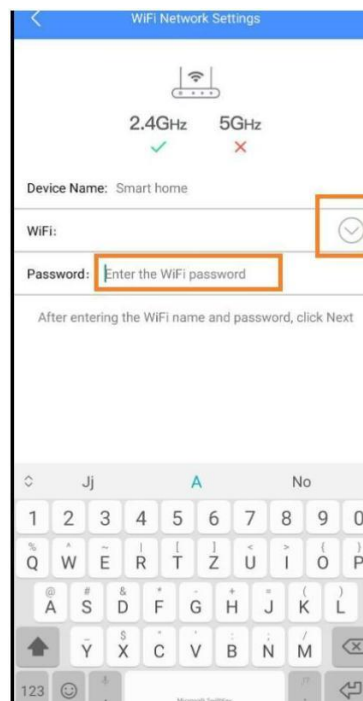 WiFi Network Settings
2.4GHz 5GHz
Device Name: Smart home
WiFi:
Password: Enter the WiFi password
After entering the WiFi name and password, click Next
Jj A No
1 2 3 4 5 6 7 8 9 0
Q W E R T Z U I O P
A S D F G H J K L
Y X C V B N M
123